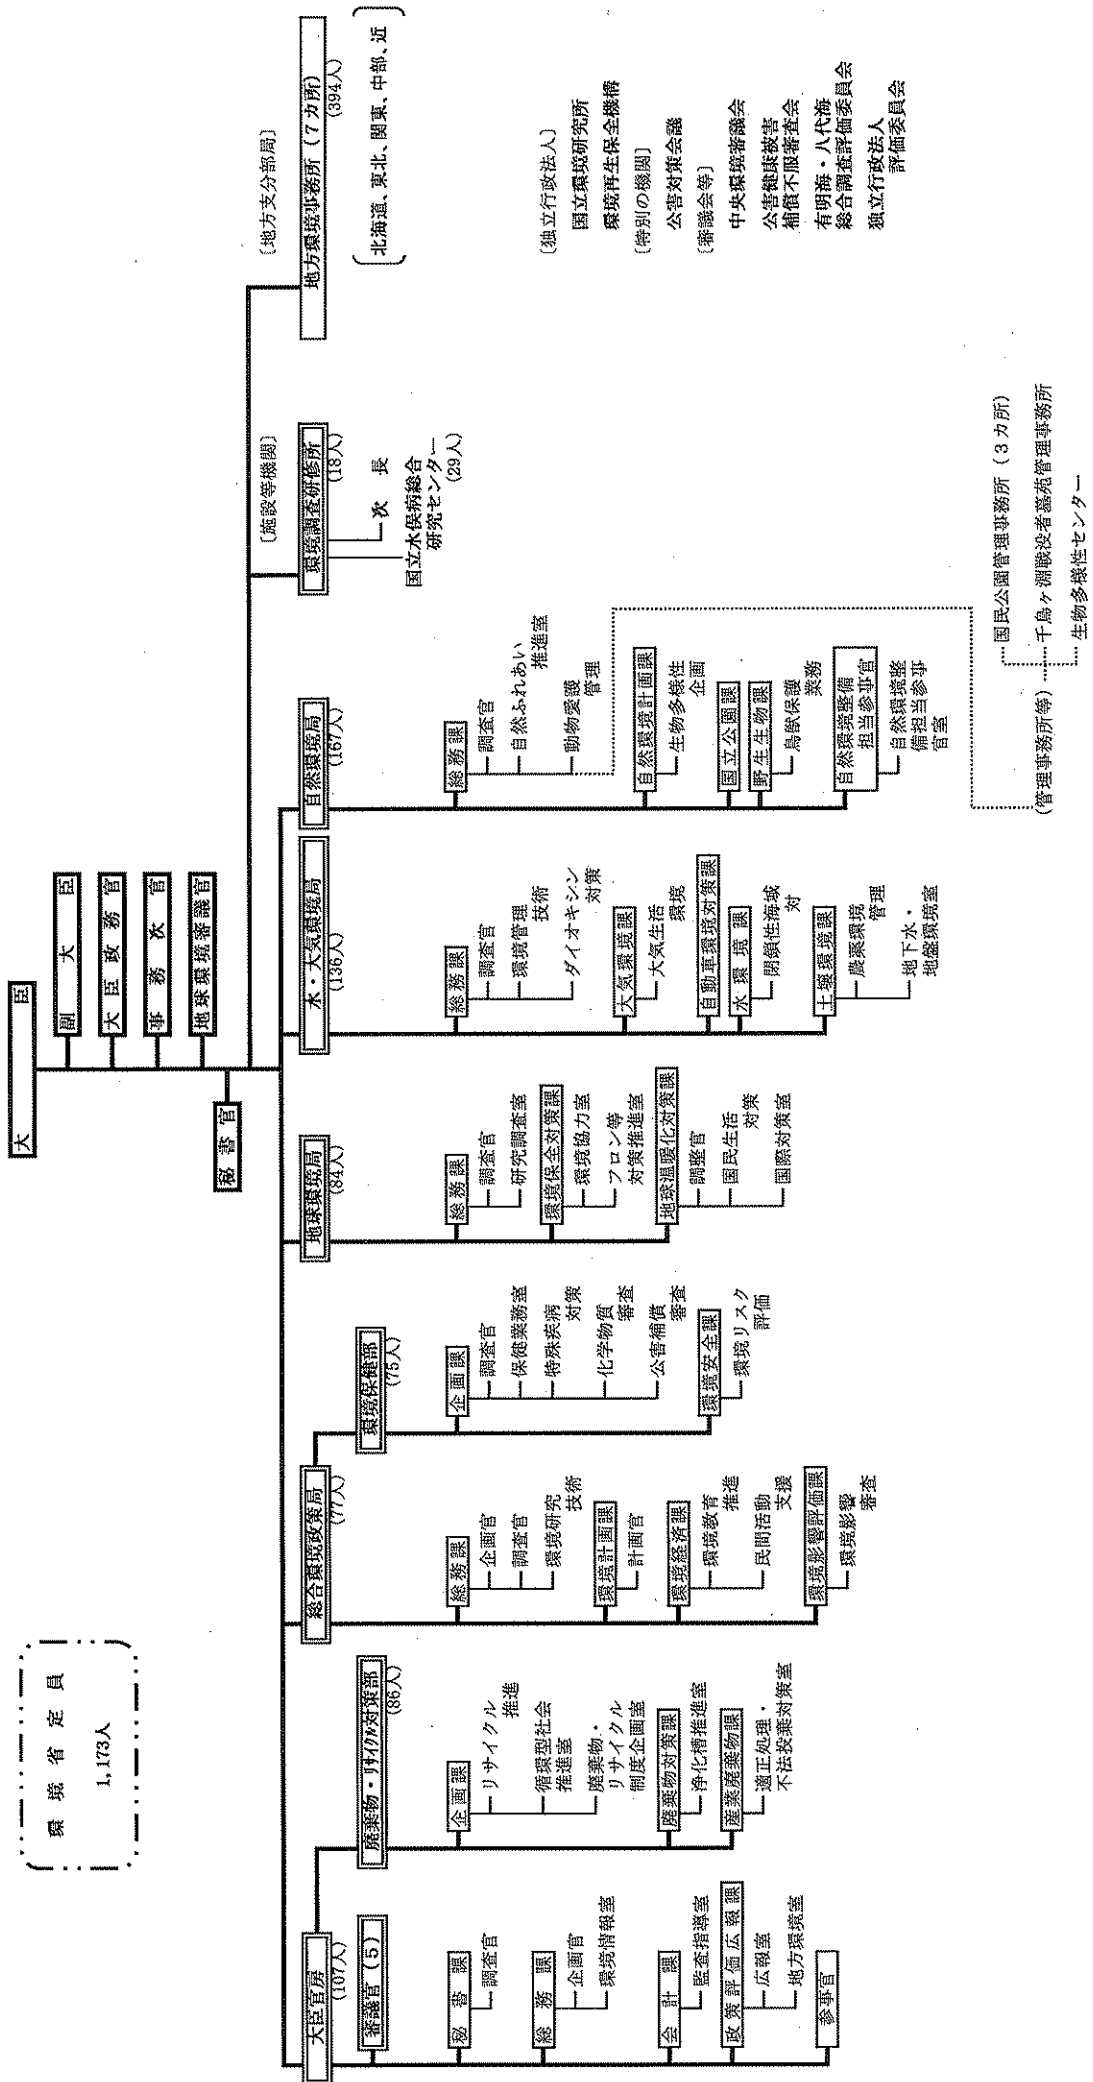 環境省定員
1,173人
大臣
副大臣
大臣政務官
事務次官
地球環境審議官
秘書官
大臣官房
(107人)
審議官(5)
秘書課
調査官
総務課
企画官
環境情報室
会計課
監査指導室
政策評価広報課
広報室
地方環境室
参事官
廃棄物・リサイクル対策部
(86人)
企画課
リサイクル
推進
循環型社会
推進室
廃棄物・
リサイクル
制度企画室
廃棄物対策課
浄化槽推進室
産業廃棄物課
適正処理・
不法投棄対策室
総合環境政策局
(77人)
総務課
企画官
調査官
環境研究
技術
環境計画課
計画官
環境経済課
環境教育
推進
民間活動
支援
環境影響評価課
環境影響
審査
環境保健部
(75人)
企画課
調査官
保健業務室
特殊疾病
対策
化学物質
審査
公害補償
審査
環境安全課
環境リスク
評価
地球環境局
(84人)
総務課
調査官
研究調査室
環境保全対策課
環境協力室
フロン等
対策推進室
地球温暖化対策課
調整官
国民生活
対策
国際対策室
水・大気環境局
(136人)
総務課
調査官
環境管理
技術
ダイオキシン
対策
大気環境課
大気生活
環境
自動車環境対策課
水環境課
閉鎖性海域
対
土壌環境課
農薬環境
管理
地下水・
地盤環境室
自然環境局
(167人)
総務課
調査官
自然ふれあい
推進室
動物愛護
管理
自然環境計画課
生物多様性
企画
国立公園課
野生生物課
鳥獣保護
業務
自然環境整備
担当参事官
自然環境整
備担当参事
官室
(管理事務所等)
国民公園管理事務所(3カ所)
千鳥ヶ淵戦没者墓苑管理事務所
生物多様性センター
〔施設等機関〕
環境調査研修所
(18人)
次長
国立水俣病総合
研究センター
(29人)
〔地方支分部局〕
地方環境事務所(7カ所)
(394人)
北海道、東北、関東、中部、近
〔独立行政法人〕
国立環境研究所
環境再生保全機構
〔特別の機関〕
公害対策会議
〔審議会等〕
中央環境審議会
公害健康被害
補償不服審査会
有明海・八代海
総合調査評価委員会
独立行政法人
評価委員会